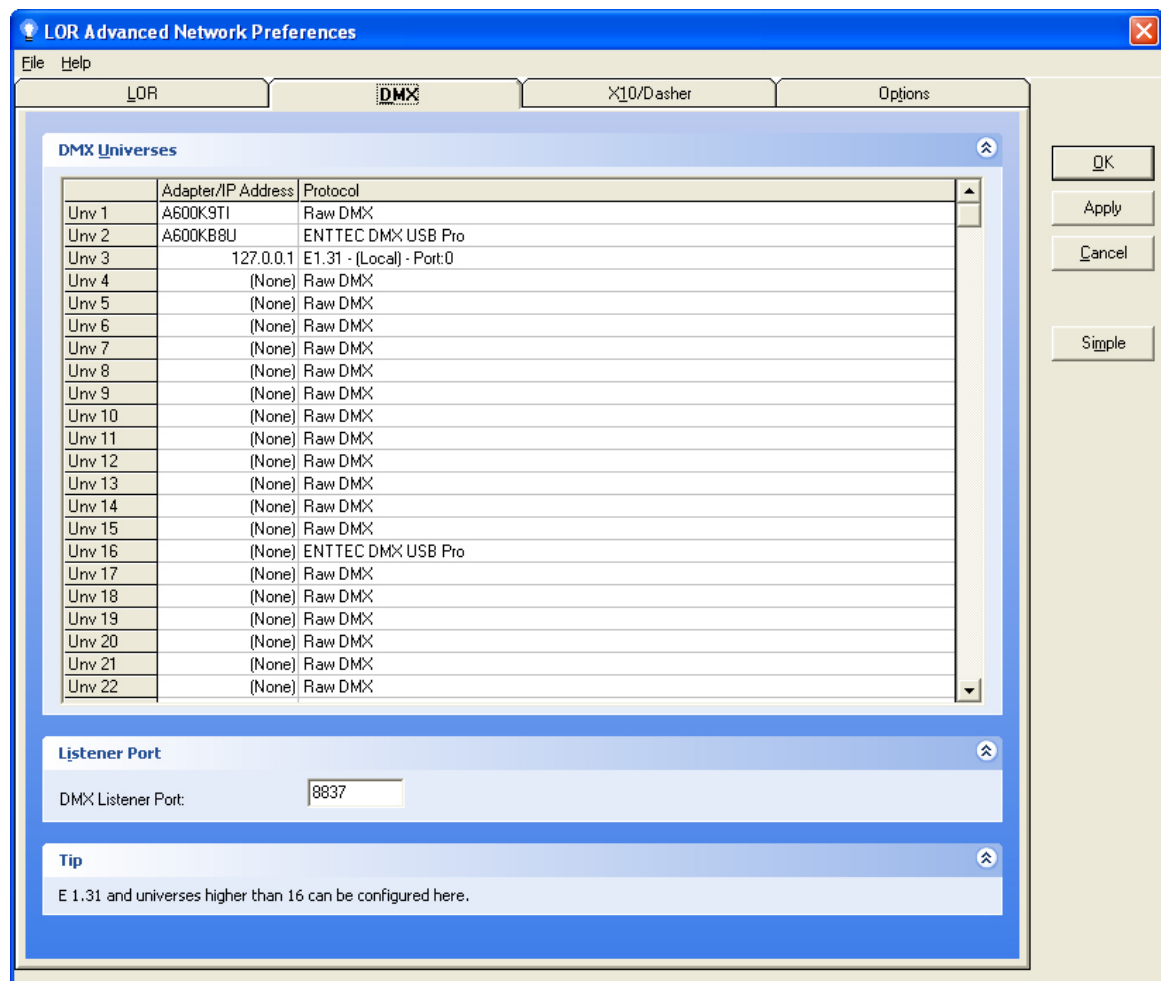 LOR Advanced Network Preferences
File Help
LOR DMX X10/Dasher Options
DMX Universes
Adapter/IP Address Protocol
Unv 1 A600K9TI Raw DMX
Unv 2 A600KB8U ENTTEC DMX USB Pro
Unv 3 127.0.0.1 E1.31 - (Local) - Port:0
Unv 4 (None) Raw DMX
Unv 5 (None) Raw DMX
Unv 6 (None) Raw DMX
Unv 7 (None) Raw DMX
Unv 8 (None) Raw DMX
Unv 9 (None) Raw DMX
Unv 10 (None) Raw DMX
Unv 11 (None) Raw DMX
Unv 12 (None) Raw DMX
Unv 13 (None) Raw DMX
Unv 14 (None) Raw DMX
Unv 15 (None) Raw DMX
Unv 16 (None) ENTTEC DMX USB Pro
Unv 17 (None) Raw DMX
Unv 18 (None) Raw DMX
Unv 19 (None) Raw DMX
Unv 20 (None) Raw DMX
Unv 21 (None) Raw DMX
Unv 22 (None) Raw DMX
Listener Port
DMX Listener Port: 8837
Tip
E 1.31 and universes higher than 16 can be configured here.
OK
Apply
Cancel
Simple